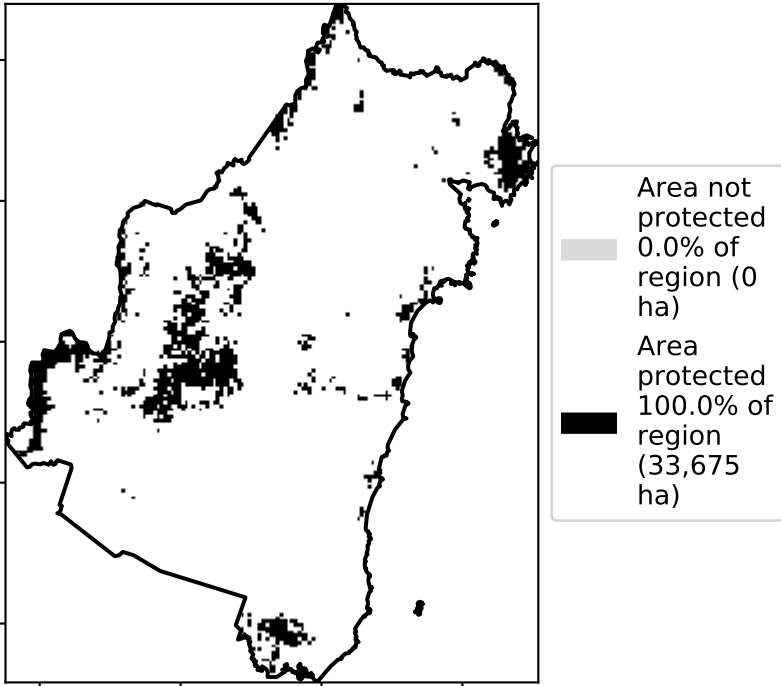 Area not
protected
0.0% of
region (0
ha)
Area
protected
100.0% of
region
(33,675
ha)